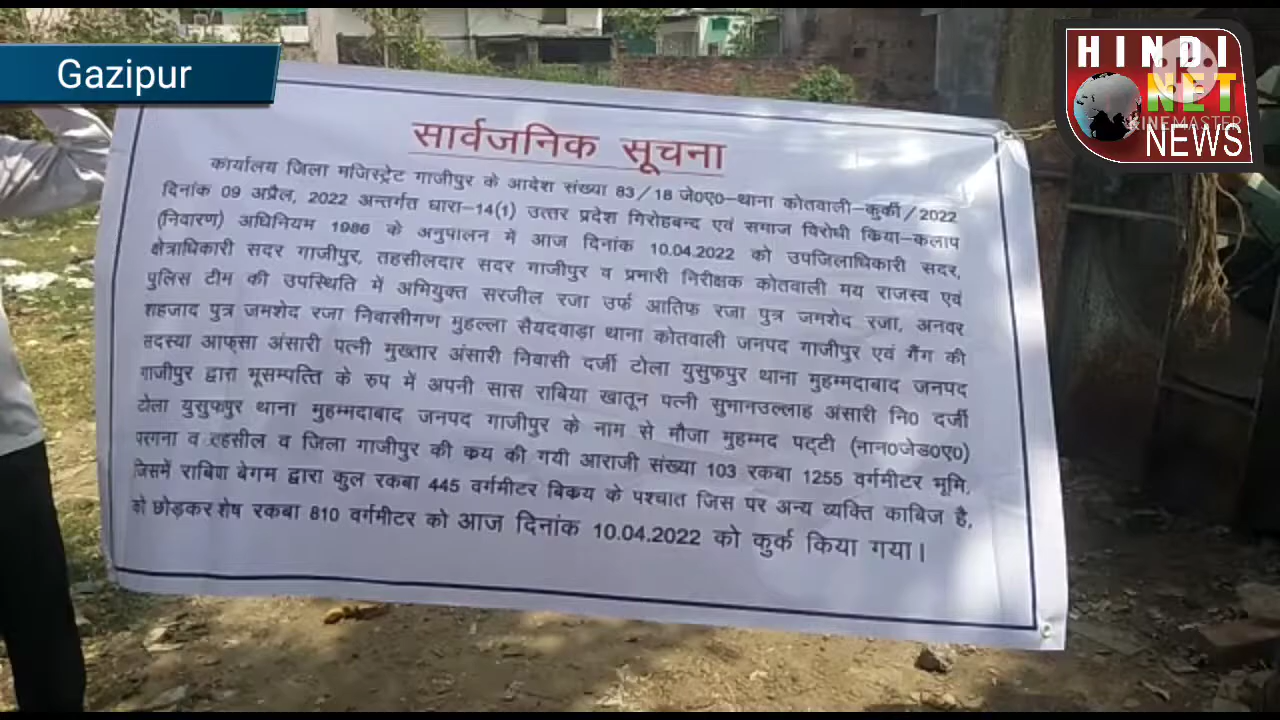 Gazipur
HINDI
NET
KINEMASTER
NEWS
सार्वजनिक सूचना
कार्यालय जिला मजिस्ट्रेट गाजीपुर के आदेश संख्या 83/18 जे0ए0-थाना कोतवाली-कुर्की/2022
दिनांक 09 अप्रैल, 2022 अन्तर्गत धारा-14(1) उत्तर प्रदेश गिरोहबन्द एवं समाज विरोधी किया-कलाप
(निवारण) अधिनियम 1986 के अनुपालन में आज दिनांक 10.04.2022 को उपजिलाधिकारी सदर,
क्षेत्राधिकारी सदर गाजीपुर, तहसीलदार सदर गाजीपुर व प्रभारी निरीक्षक कोतवाली मय राजस्व एवं
पुलिस टीम की उपस्थिति में अभियुक्त सरजील रजा उर्फ आतिफ रजा पुत्र जमशेद रजा, अनवर
शहजाद पुत्र जमशेद रजा निवासीगण मुहल्ला सैयदवाड़ा थाना कोतवाली जनपद गाजीपुर एवं गैंग की
सदस्या आफ्सा अंसारी पत्नी मुख्तार अंसारी निवासी दर्जी टोला युसुफपुर थाना मुहम्मदाबाद जनपद
गाजीपुर द्वारा भूसम्पत्ति के रुप में अपनी सास राबिया खातून पत्नी सुभानउल्लाह अंसारी नि0 दर्जी
टोला युसुफपुर थाना मुहम्मदाबाद जनपद गाजीपुर के नाम से मौजा मुहम्मद पट्टी (नान0जेड0ए0)
परगना व तहसील व जिला गाजीपुर की कय की गयी आराजी संख्या 103 रकबा 1255 वर्गमीटर भूमि,
जिसमें राबिया बेगम द्वारा कुल रकबा 445 वर्गमीटर बिकय के पश्चात जिस पर अन्य व्यक्ति काबिज है,
को छोड़कर शेष रकबा 810 वर्गमीटर को आज दिनांक 10.04.2022 को कुर्क किया गया।